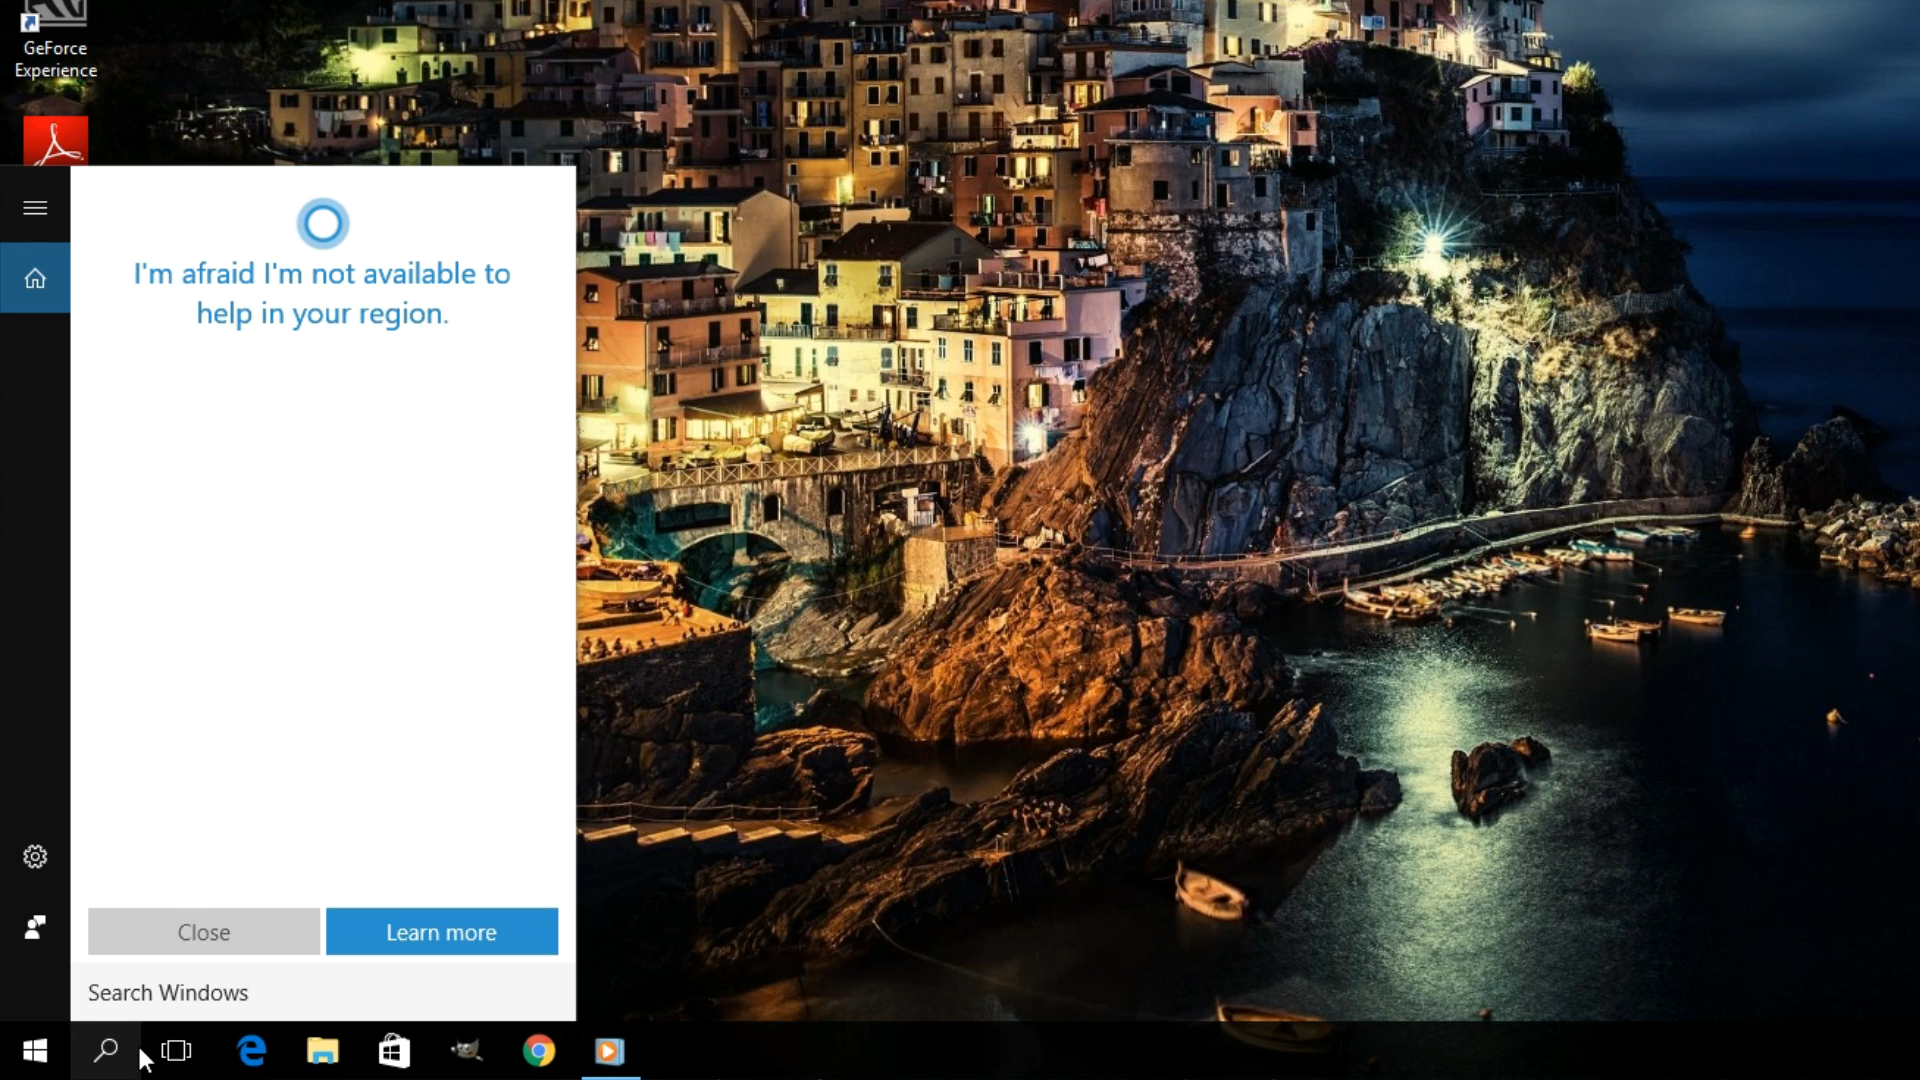 GeForce
Experience
I'm afraid I'm not available to
help in your region.
Close
Learn more
Search Windows